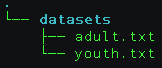 .
└── datasets
    ├── adult.txt
    └── youth.txt